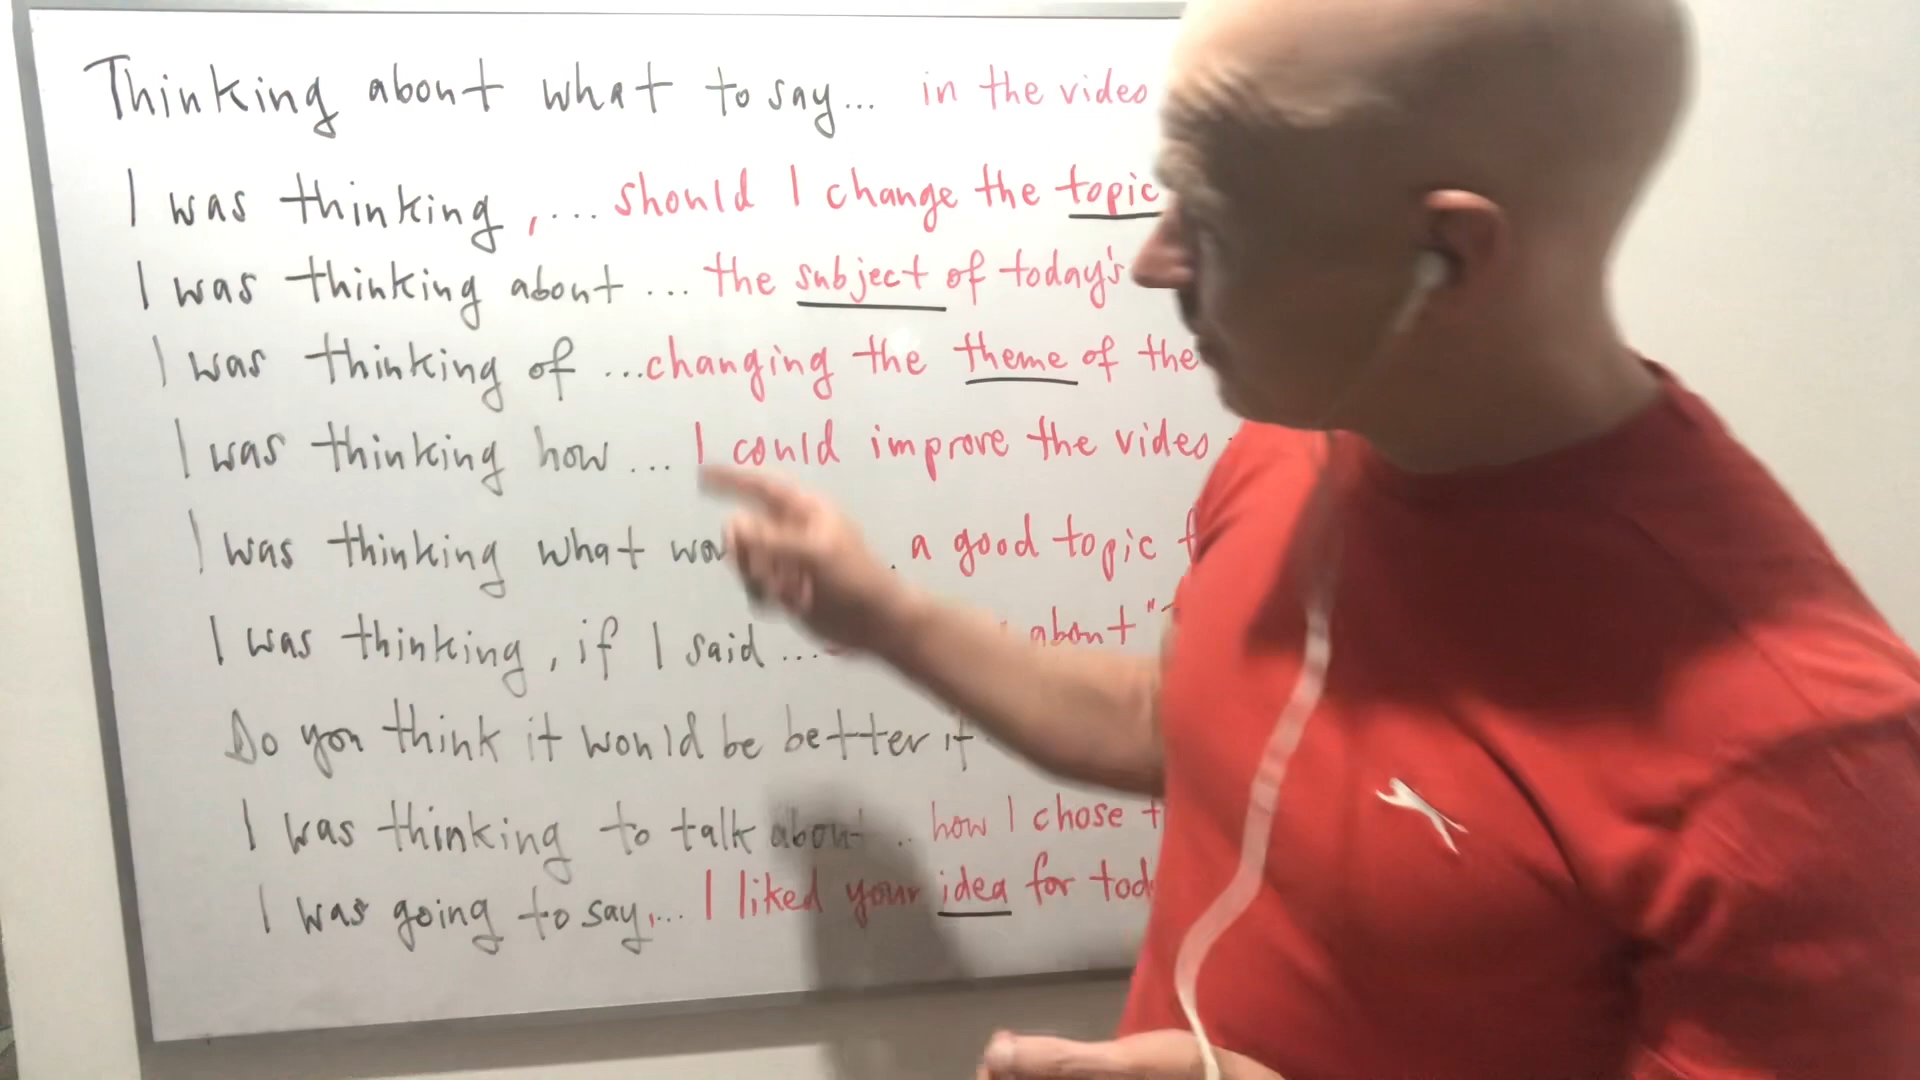 Thinking about what to say... in the video
I was thinking,... should I change the topic
I was thinking about... the subject of today's
I was thinking of ...changing the theme of the
I was thinking how... I could improve the video
I was thinking what a good topic
I was thinking, if I said... about
Do you think it would be better if
I was thinking to talk about.. how I chose
I was going to say,... I liked your idea for